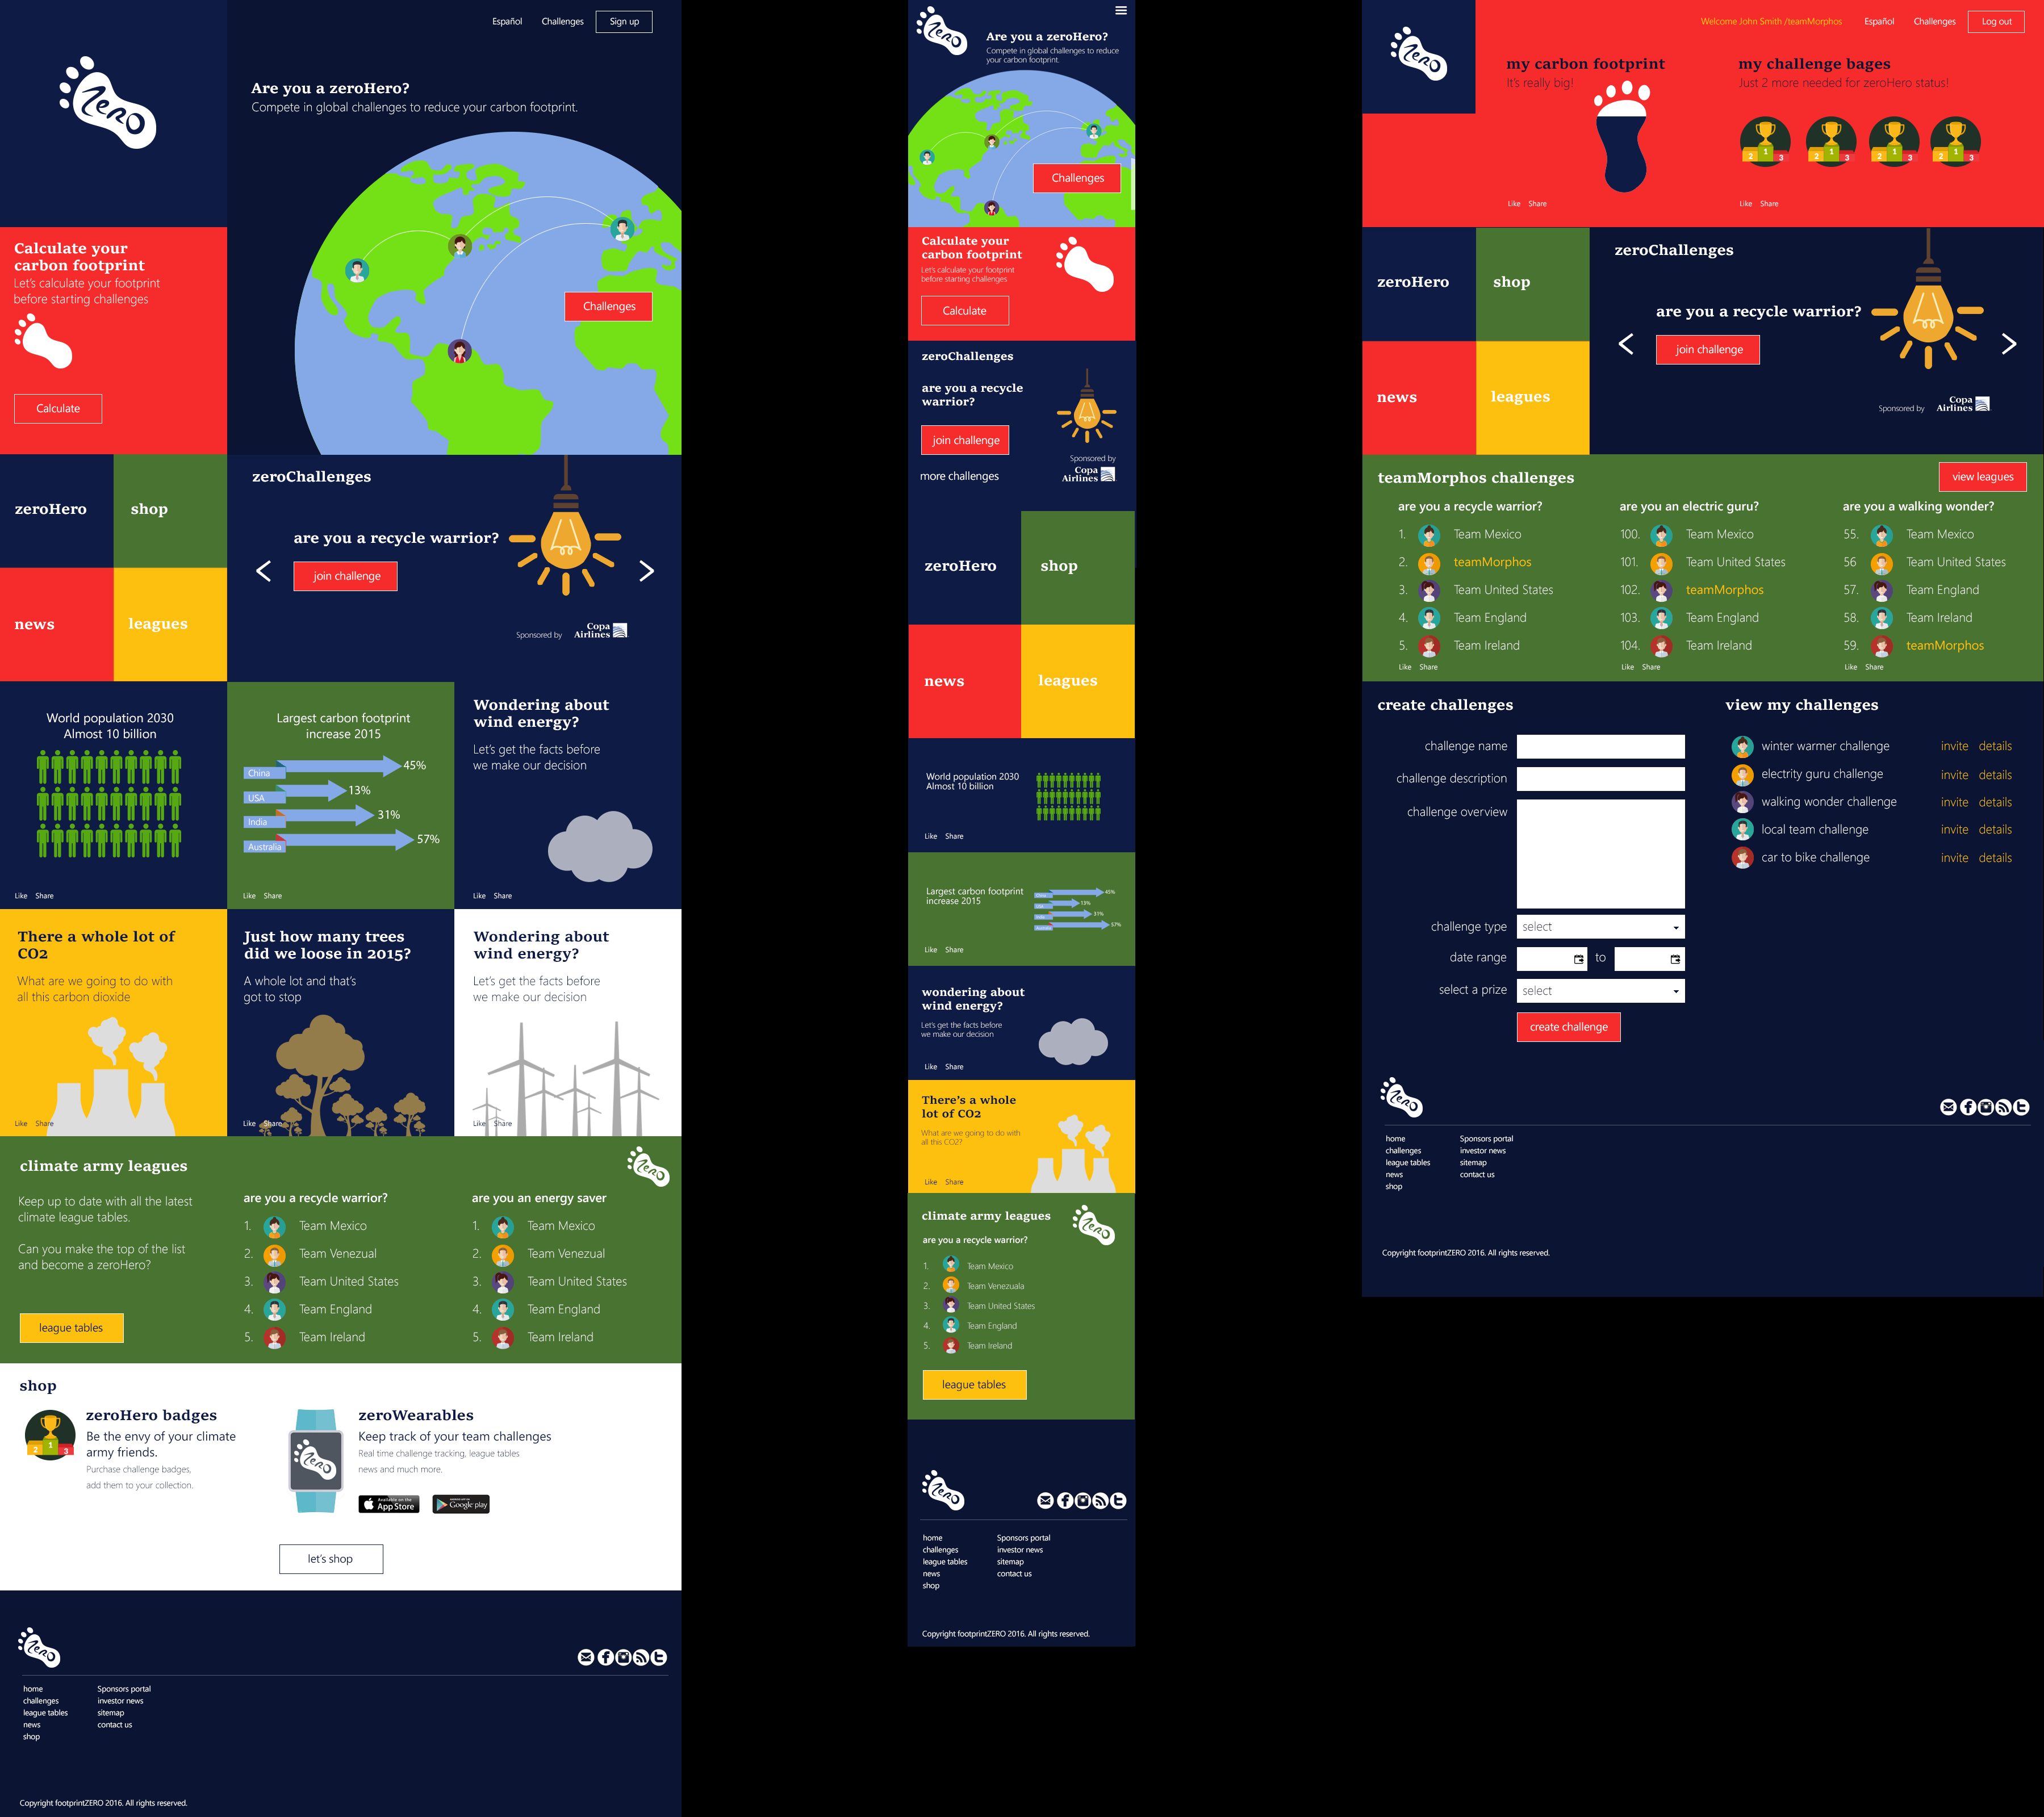 Español Challenges Sign up
Zero
Are you a zeroHero?
Compete in global challenges to reduce your carbon footprint.
Challenges
Calculate your
carbon footprint
Let's calculate your footprint
before starting challenges
Calculate
zeroHero
shop
news
leagues
zeroChallenges
are you a recycle warrior?
join challenge
Sponsored by
Copa
Airlines
World population 2030
Almost 10 billion
Like Share
Largest carbon footprint
increase 2015
China 45%
USA 13%
India 31%
Australia 57%
Like Share
Wondering about
wind energy?
Let's get the facts before
we make our decision
Like Share
There a whole lot of
CO2
What are we going to do with
all this carbon dioxide
Like Share
Just how many trees
did we loose in 2015?
A whole lot and that's
got to stop
Like Share
Wondering about
wind energy?
Let's get the facts before
we make our decision
Like Share
climate army leagues
Zero
Keep up to date with all the latest
climate league tables.
Can you make the top of the list
and become a zeroHero?
league tables
are you a recycle warrior?
1. Team Mexico
2. Team Venezual
3. Team United States
4. Team England
5. Team Ireland
are you an energy saver
1. Team Mexico
2. Team Venezual
3. Team United States
4. Team England
5. Team Ireland
shop
2 1 3
zeroHero badges
Be the envy of your climate
army friends.
Purchase challenge badges,
add them to your collection.
Zero
zeroWearables
Keep track of your team challenges
Real time challenge tracking, league tables
news and much more.
Available on the
App Store
Google play
let's shop
Zero
home
challenges
league tables
news
shop
Sponsors portal
investor news
sitemap
contact us
Copyright footprintZERO 2016. All rights reserved.
Zero
Are you a zeroHero?
Compete in global challenges to reduce
your carbon footprint.
Challenges
Calculate your
carbon footprint
Let's calculate your footprint
before starting challenges
Calculate
zeroChallenges
are you a recycle
warrior?
join challenge
more challenges
Sponsored by
Copa
Airlines
zeroHero
shop
news
leagues
World population 2030
Almost 10 billion
Like Share
Largest carbon footprint
increase 2015
China 45%
USA 13%
India 31%
Australia 57%
Like Share
wondering about
wind energy?
Let's get the facts before
we make our decision
Like Share
There's a whole
lot of CO2
What are we going to do with
all this CO2?
Like Share
climate army leagues
Zero
are you a recycle warrior?
1. Team Mexico
2. Team Venezuala
3. Team United States
4. Team England
5. Team Ireland
league tables
Zero
home
challenges
league tables
news
shop
Sponsors portal
investor news
sitemap
contact us
Copyright footprintZERO 2016. All rights reserved.
Welcome John Smith /teamMorphos Español Challenges Log out
Zero
my carbon footprint
It's really big!
Like Share
my challenge bages
Just 2 more needed for zeroHero status!
2 1 3
2 1 3
2 1 3
2 1 3
Like Share
zeroHero
shop
news
leagues
zeroChallenges
are you a recycle warrior?
join challenge
Sponsored by
Copa
Airlines
teamMorphos challenges
view leagues
are you a recycle warrior?
1. Team Mexico
2. teamMorphos
3. Team United States
4. Team England
5. Team Ireland
Like Share
are you an electric guru?
100. Team Mexico
101. Team United States
102. teamMorphos
103. Team England
104. Team Ireland
Like Share
are you a walking wonder?
55. Team Mexico
56 Team United States
57. Team England
58. Team Ireland
59. teamMorphos
Like Share
create challenges
challenge name
challenge description
challenge overview
challenge type select
date range to
select a prize select
create challenge
view my challenges
winter warmer challenge invite details
electrity guru challenge invite details
walking wonder challenge invite details
local team challenge invite details
car to bike challenge invite details
Zero
home
challenges
league tables
news
shop
Sponsors portal
investor news
sitemap
contact us
Copyright footprintZERO 2016. All rights reserved.